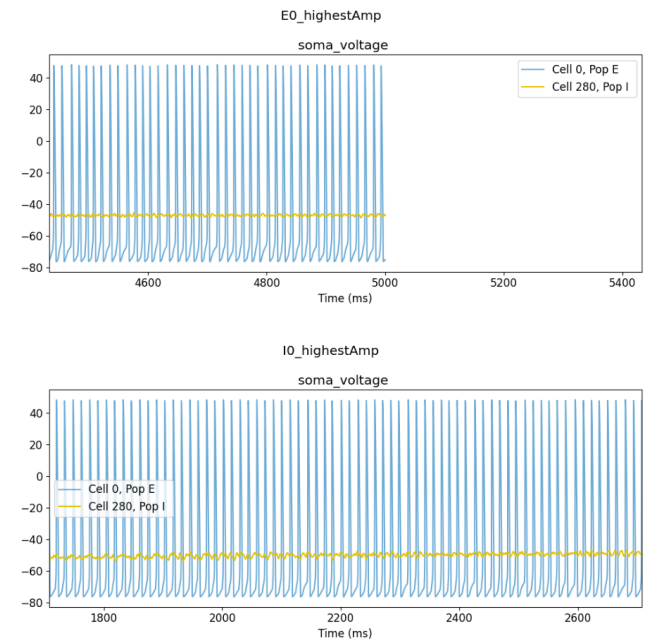 E0_highestAmp
soma_voltage
40
20
0
−20
−40
−60
−80
Cell 0, Pop E
Cell 280, Pop I
4600
4800
5000
5200
5400
Time (ms)
I0_highestAmp
soma_voltage
40
20
0
−20
−40
−60
−80
Cell 0, Pop E
Cell 280, Pop I
1800
2000
2200
2400
2600
Time (ms)